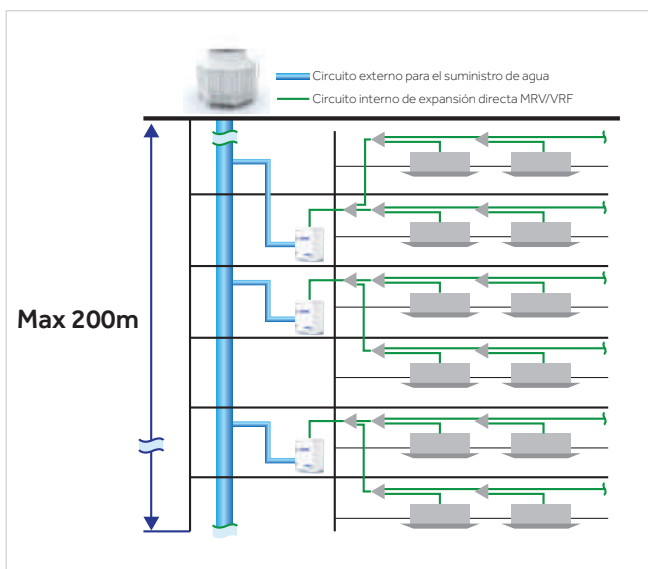 Circuito externo para el suministro de agua
Circuito interno de expansión directa MRV/VRF
Max 200m